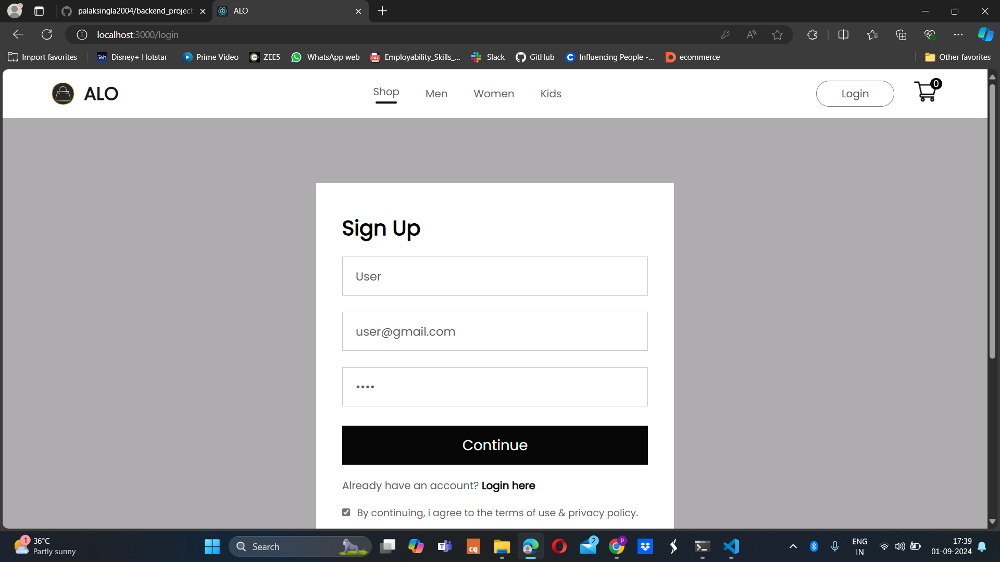 palaksingla2004/backend_project
ALO
localhost:3000/login
Import favorites
Disney+ Hotstar
Prime Video
ZEE5
WhatsApp web
Employability_Skills_...
Slack
GitHub
Influencing People -...
ecommerce
Other favorites
ALO
Shop
Men
Women
Kids
Login
0
Sign Up
User
user@gmail.com
••••
Continue
Already have an account? Login here
By continuing, i agree to the terms of use & privacy policy.
1
36°C
Partly sunny
Search
cq
2
p
ENG
IN
17:39
01-09-2024